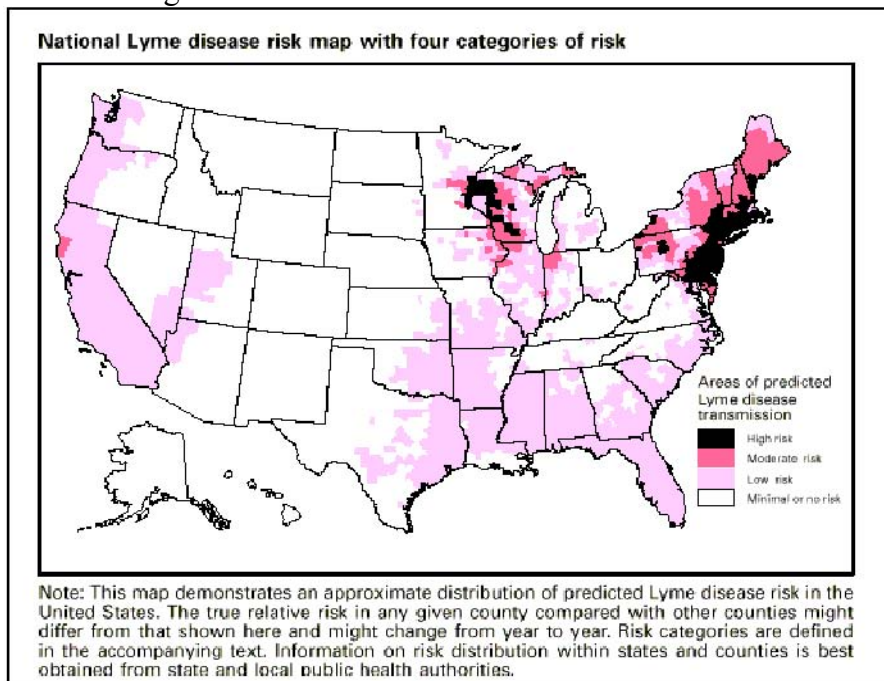 National Lyme disease risk map with four categories of risk
Areas of predicted
Lyme disease
transmission
High risk
Moderate risk
Low risk
Minimal or no risk
Note: This map demonstrates an approximate distribution of predicted Lyme disease risk in the
United States. The true relative risk in any given county compared with other counties might
differ from that shown here and might change from year to year. Risk categories are defined
in the accompanying text. Information on risk distribution within states and counties is best
obtained from state and local public health authorities.